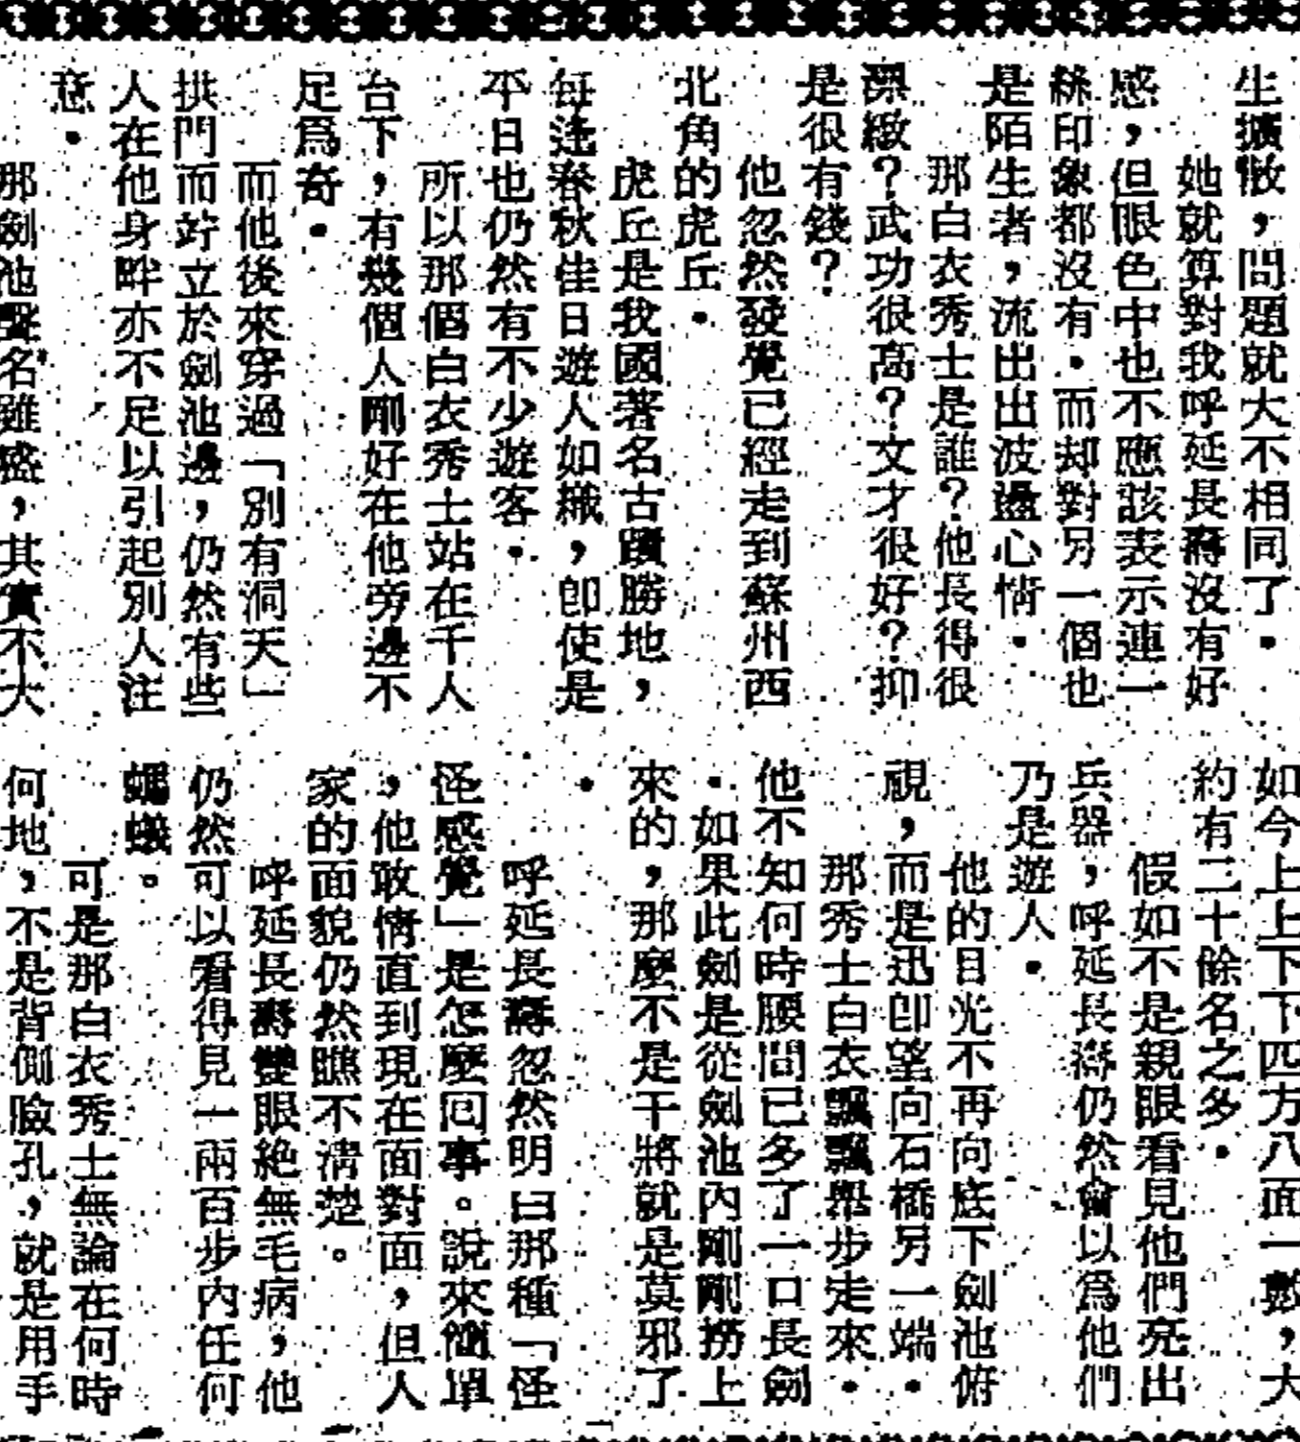 生擴散，問題就大不相同了．
她就算對我呼延長壽沒有好
感，但眼色中也不應該表示連一
絲印象都沒有．而却對另一個也
是陌生者，流出出波盪心情．
那白衣秀士是誰？他長得很
漂緻？武功很高？文才很好？抑
是很有錢？
他忽然發覺已經走到蘇州西
北角的虎丘．
虎丘是我國著名古蹟勝地，
每逢春秋佳日遊人如織，卽使是
平日也仍然有不少遊客．
所以那個白衣秀士站在千人
台下，有幾個人剛好在他旁邊不
足爲奇．
而他後來穿過「別有洞天」
拱門而竚立於劍池邊，仍然有些
人在他身畔亦不足以引起別人注
意．
那劍池聲名雖盛，其實不大
如今上上下下四方八面一數，大
約有二十餘名之多．
假如不是親眼看見他們亮出
兵器，呼延長壽仍然會以爲他們
乃是遊人．
他的目光不再向底下劍池俯
視，而是迅卽望向石橋另一端．
那秀士白衣飄飄擧步走來．
他不知何時腰間已多了一口長劍
．如果此劍是從劍池內剛剛撈上
來的，那麼不是干將就是莫邪了
．
呼延長壽忽然明白那種「怪
怪感覺」是怎麼回事。說來簡單
，他敢情直到現在面對面，但人
家的面貌仍然瞧不淸楚。
呼延長壽雙眼絶無毛病，他
仍然可以看得見一兩百步內任何
螞蟻。
可是那白衣秀士無論在何時
何地，不是背側臉孔，就是用手